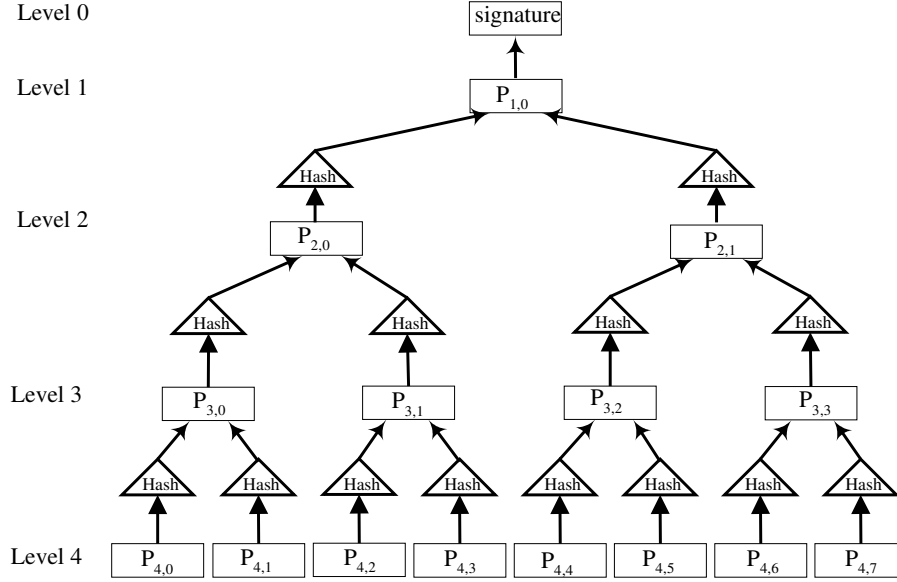 Level 0 signature
Level 1 P1,0
Hash Hash
Level 2 P2,0 P2,1
Hash Hash Hash Hash
Level 3 P3,0 P3,1 P3,2 P3,3
Hash Hash Hash Hash Hash Hash Hash Hash
Level 4 P4,0 P4,1 P4,2 P4,3 P4,4 P4,5 P4,6 P4,7